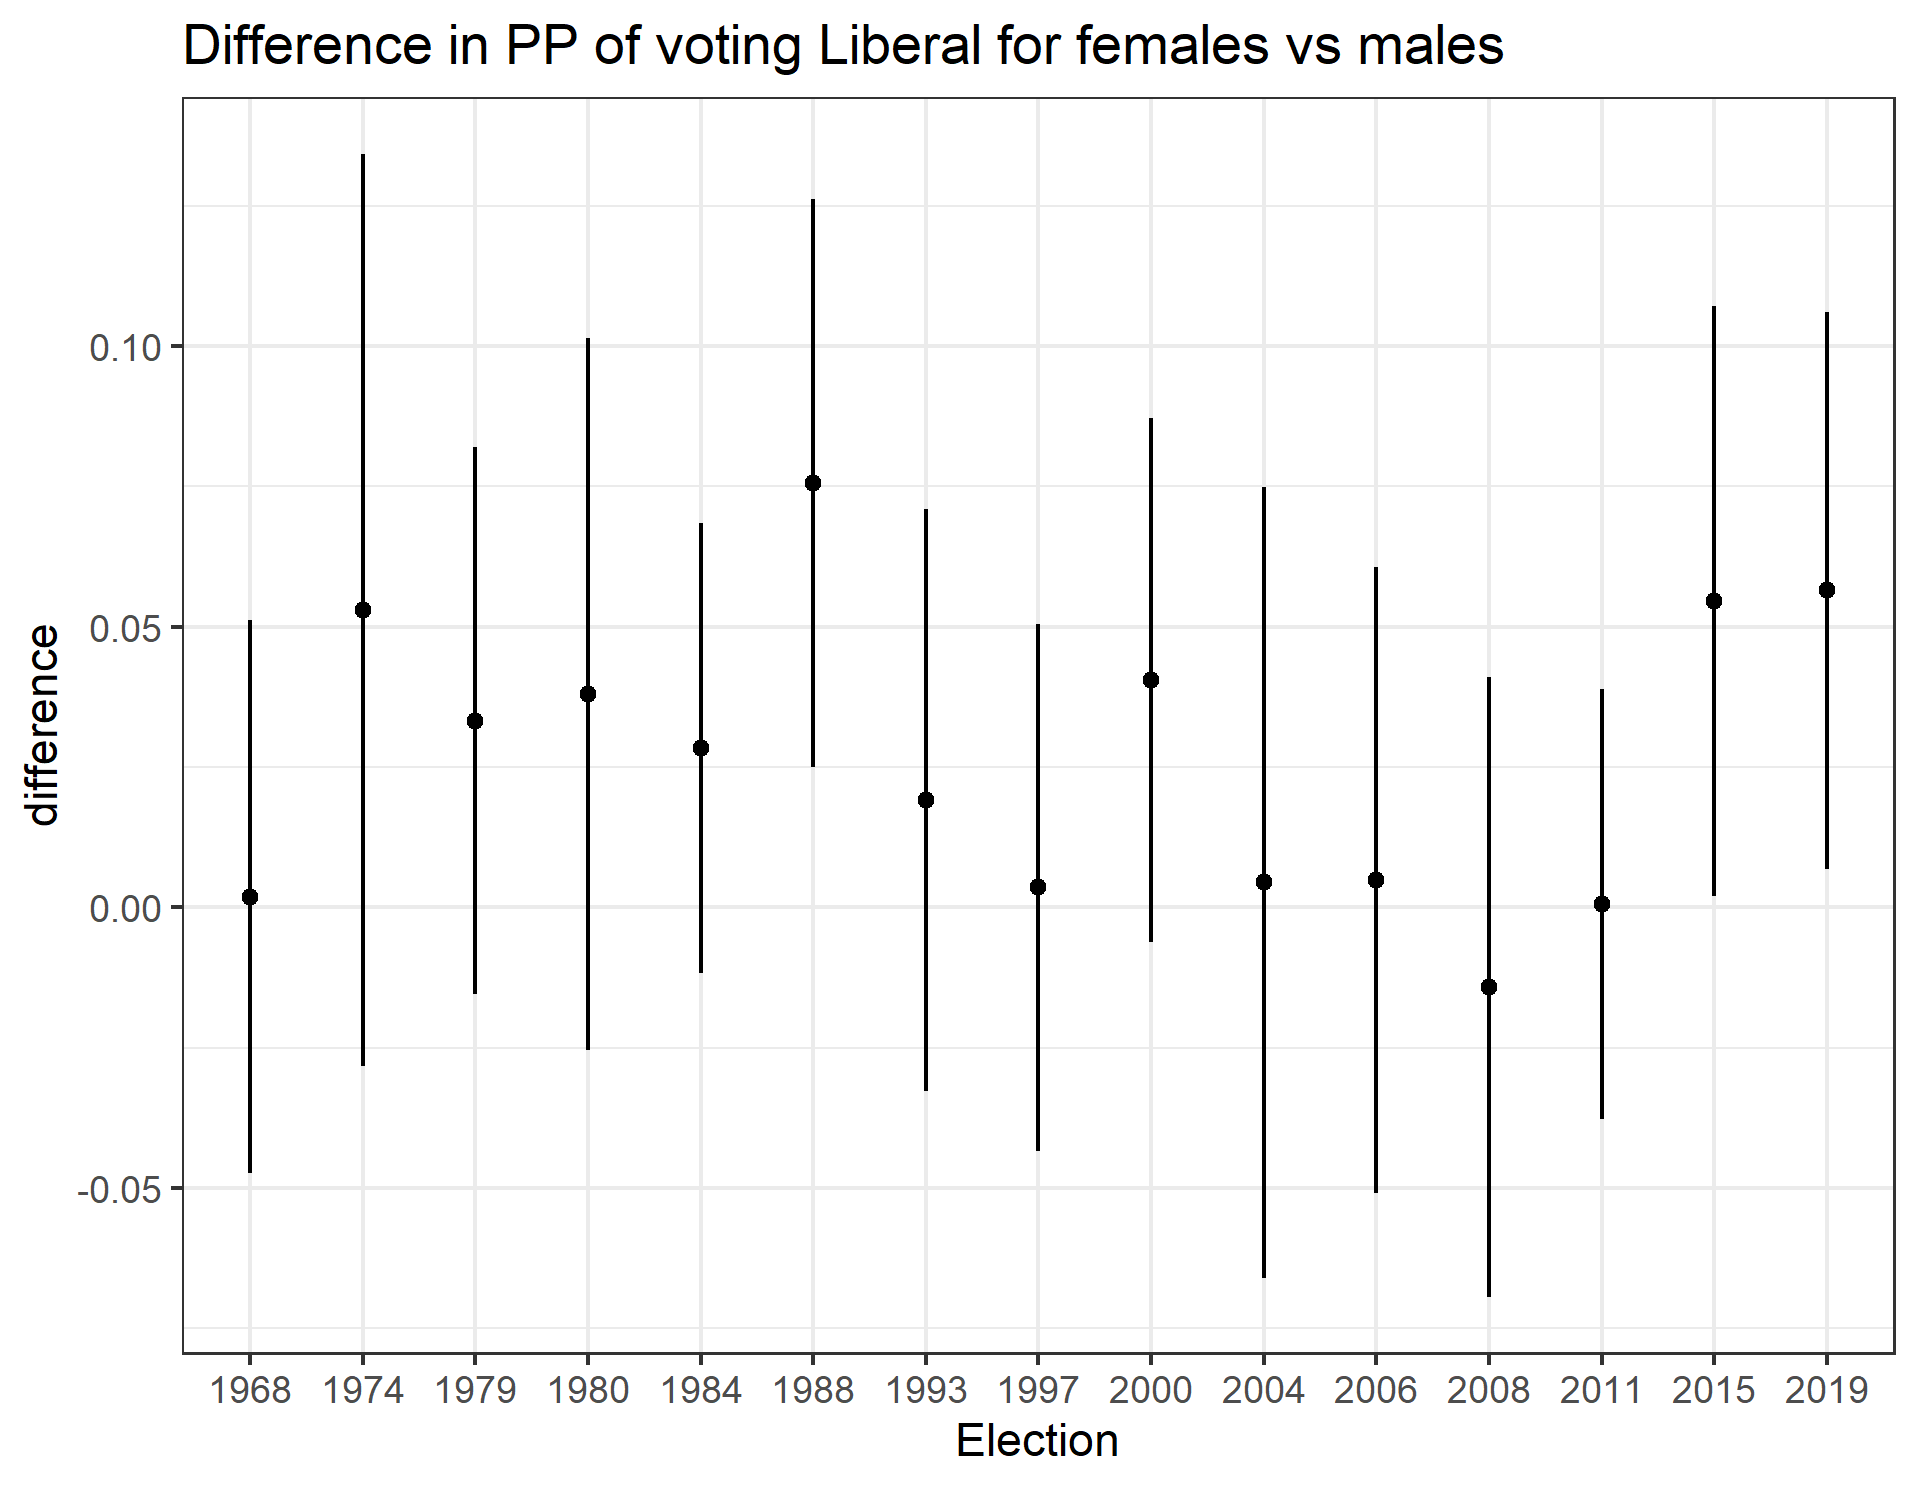 Difference in PP of voting Liberal for females vs males
difference
0.10
0.05
0.00
-0.05
1968 1974 1979 1980 1984 1988 1993 1997 2000 2004 2006 2008 2011 2015 2019
Election